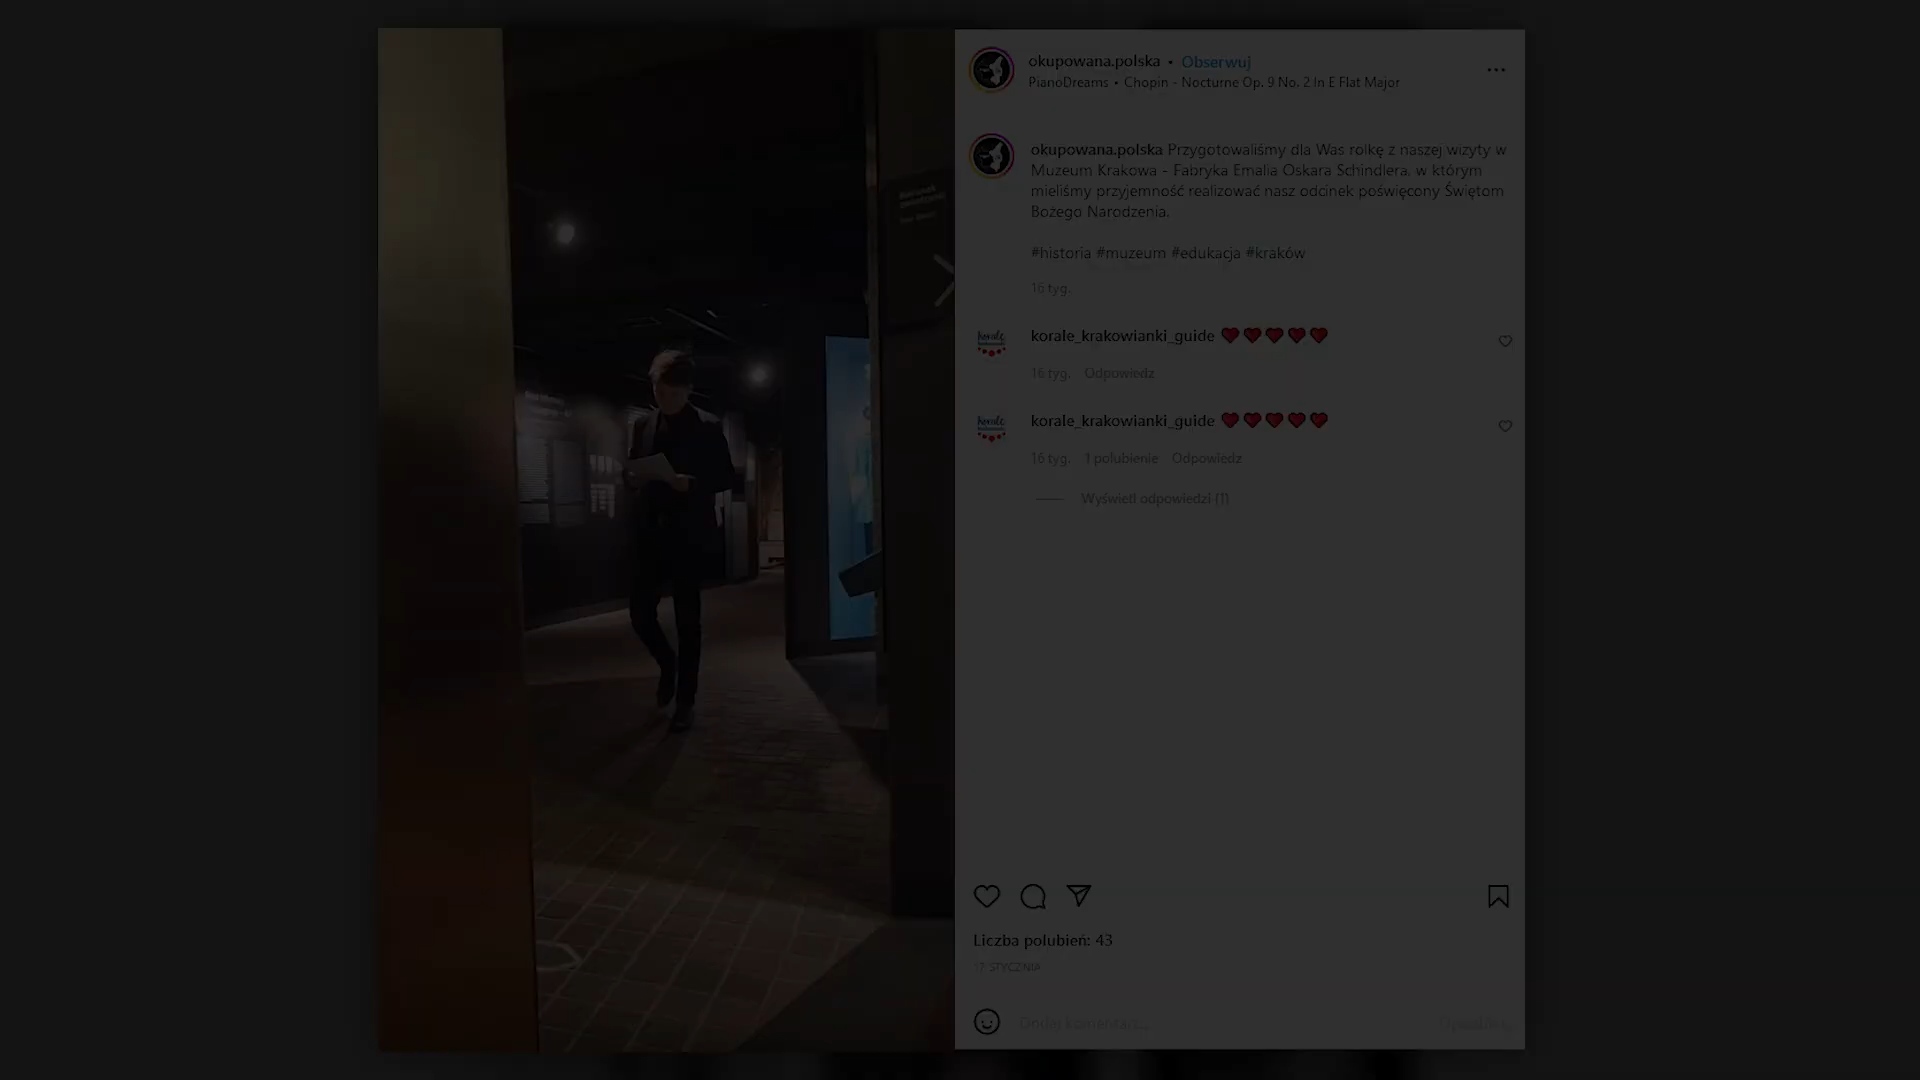 okupowana.polska • Obserwuj
PianoDreams • Chopin - Nocturne Op. 9 No. 2 In E Flat Major
okupowana.polska Przygotowaliśmy dla Was rolkę z naszej wizyty w
Muzeum Krakowa - Fabryka Emalia Oskara Schindlera, w którym
mieliśmy przyjemność realizować nasz odcinek poświęcony Świętom
Bożego Narodzenia.
#historia #muzeum #edukacja #kraków
16 tyg.
korale_krakowianki_guide ❤️❤️❤️❤️❤️
16 tyg. Odpowiedz
korale_krakowianki_guide ❤️❤️❤️❤️❤️
16 tyg. 1 polubienie Odpowiedz
Wyświetl odpowiedzi (1)
Liczba polubień: 43
17 STYCZNIA
Dodaj komentarz...